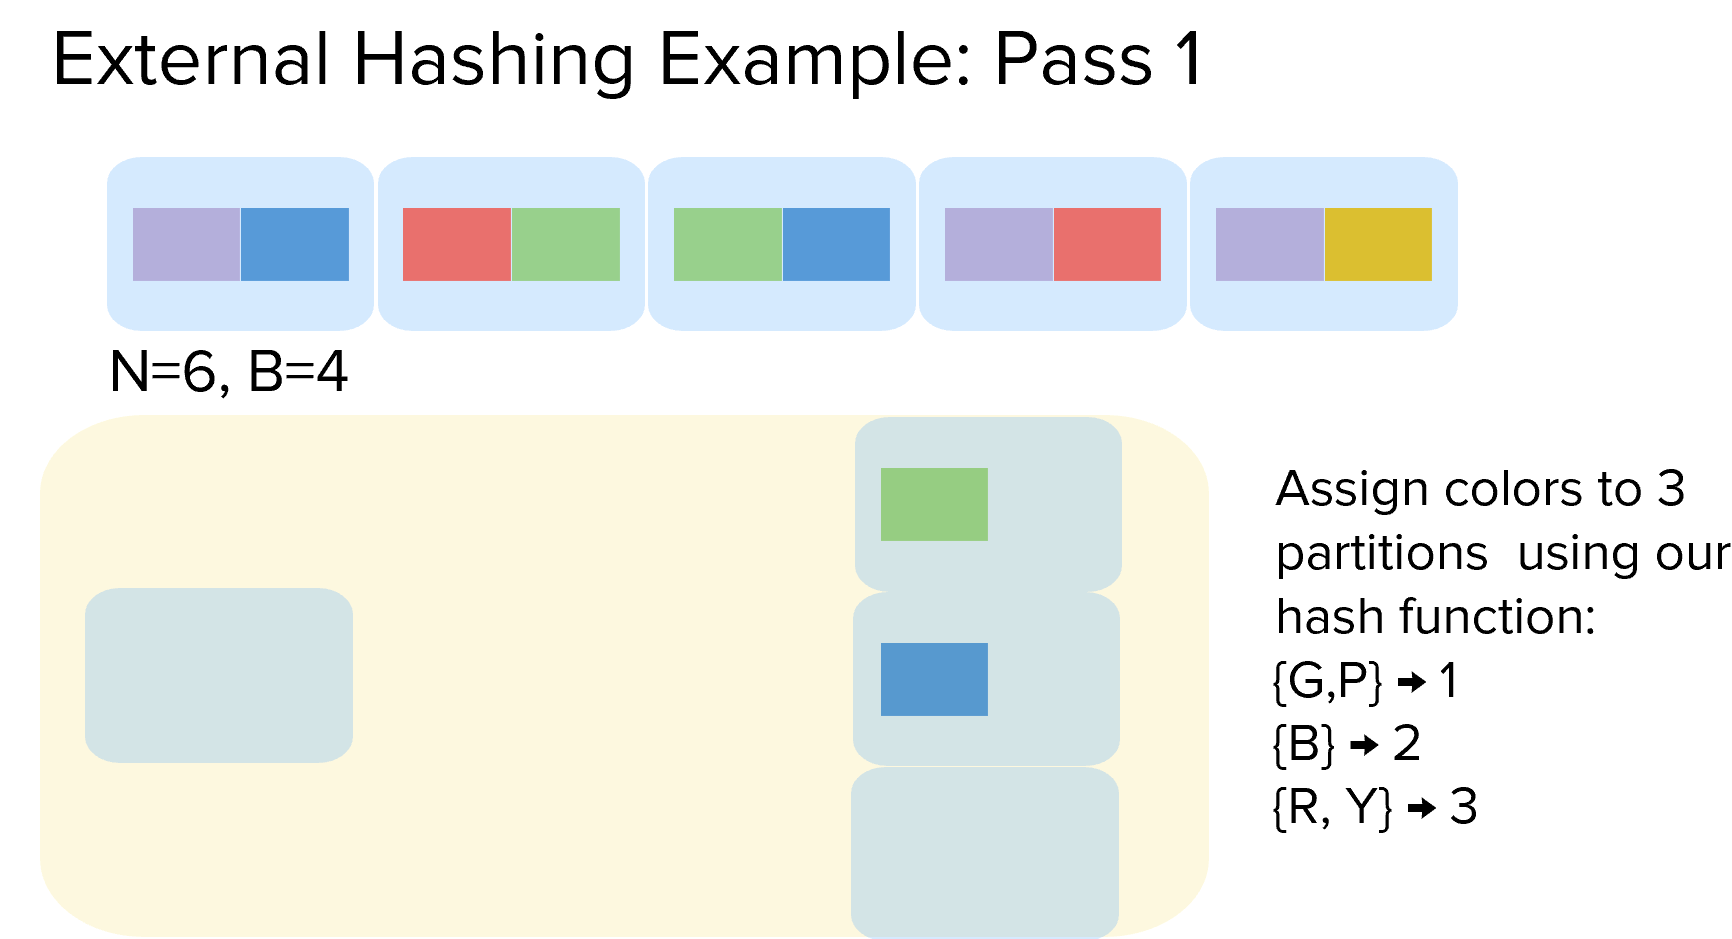 External Hashing Example: Pass 1
N=6, B=4
Assign colors to 3
partitions using our
hash function:
{G,P} 🠮 1
{B} 🠮 2
{R, Y} 🠮 3